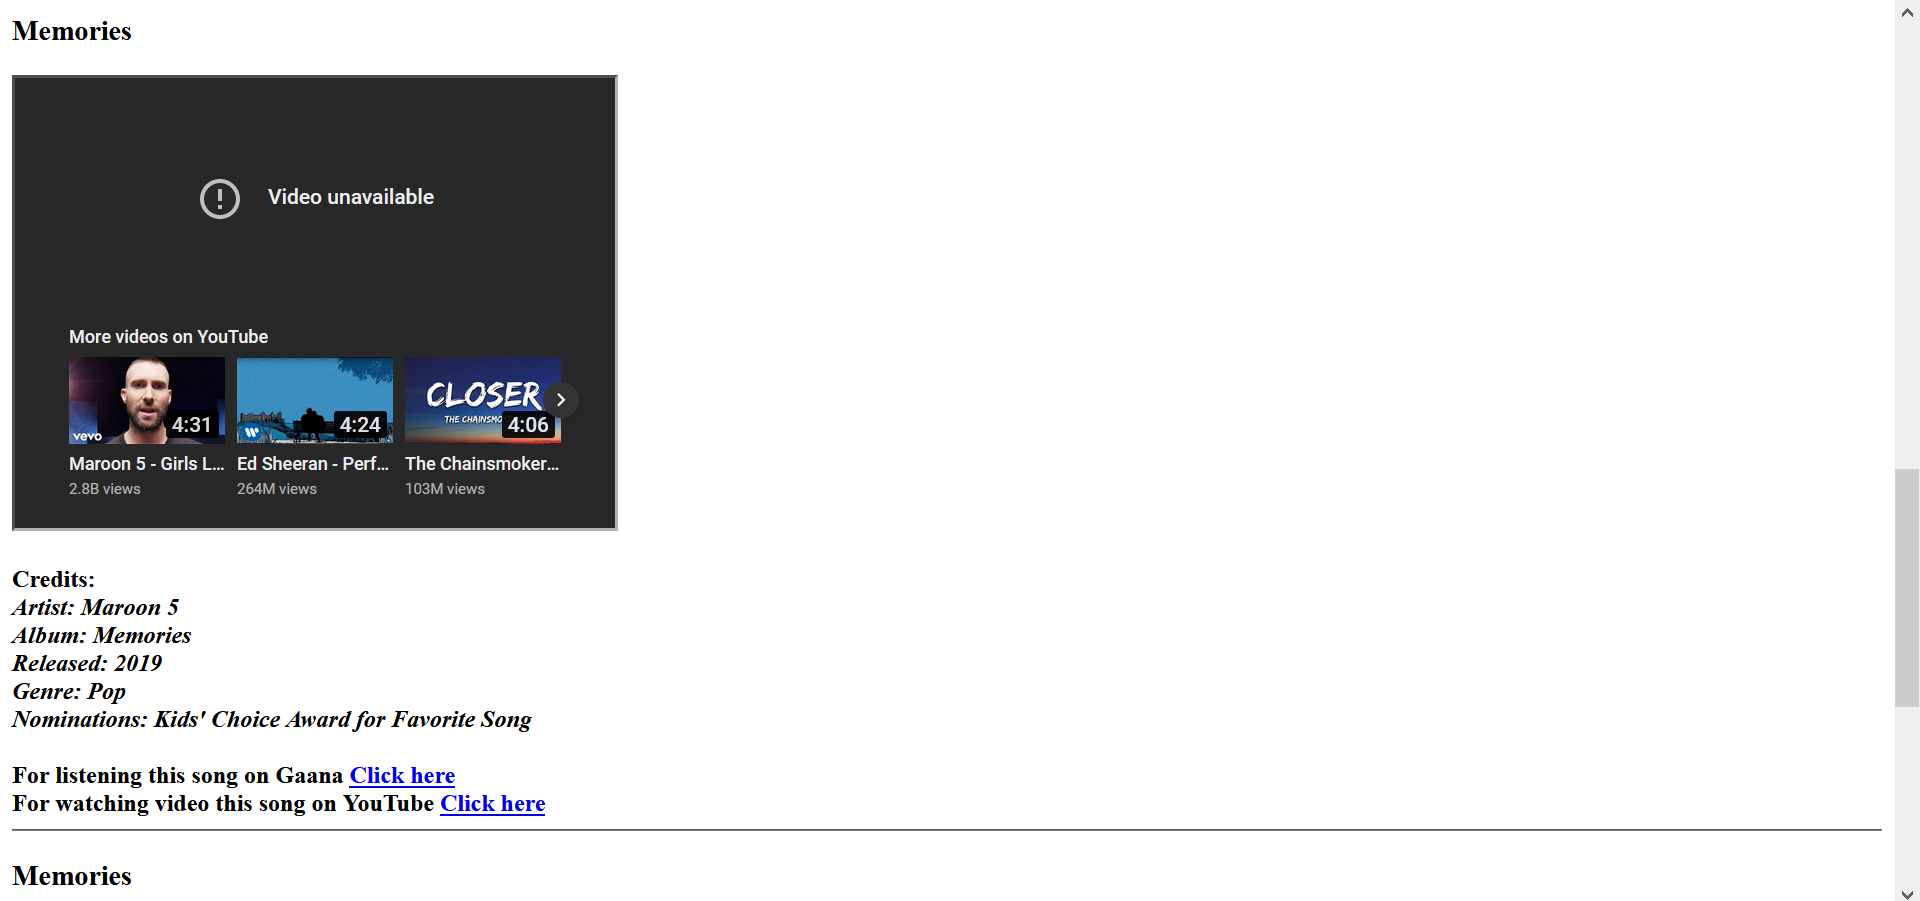 Memories
Video unavailable
More videos on YouTube
vevo
4:31
4:24
CLOSER
THE CHAINSMO
4:06
Maroon 5 - Girls L...
Ed Sheeran - Perf...
The Chainsmoker...
2.8B views
264M views
103M views
Credits:
Artist: Maroon 5
Album: Memories
Released: 2019
Genre: Pop
Nominations: Kids' Choice Award for Favorite Song
For listening this song on Gaana Click here
For watching video this song on YouTube Click here
Memories